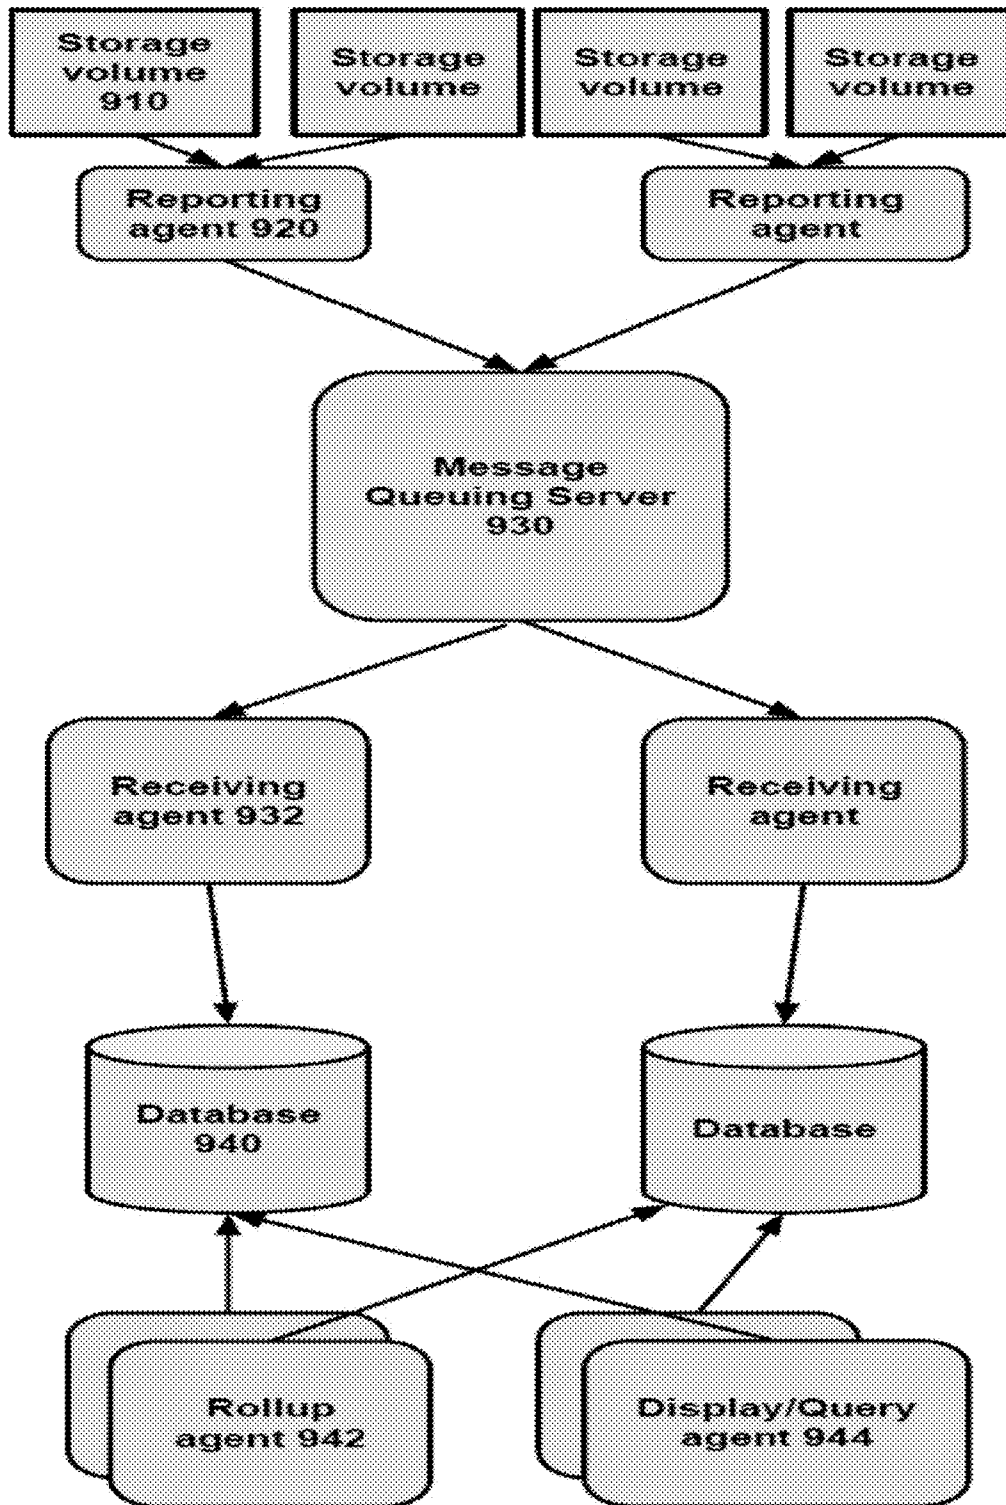 Storage
volume
910
Storage
volume
Storage
volume
Storage
volume
Reporting
agent 920
Reporting
agent
Message
Queuing Server
930
Receiving
agent 932
Receiving
agent
Database
940
Database
Rollup
agent 942
Display/Query
agent 944